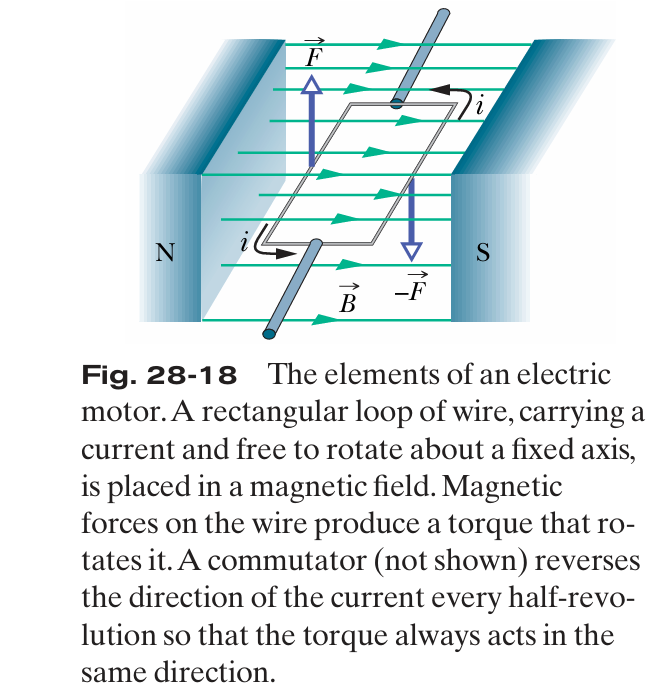 F
i
N
i
S
B
–F
Fig. 28-18 The elements of an electric
motor. A rectangular loop of wire, carrying a
current and free to rotate about a fixed axis,
is placed in a magnetic field. Magnetic
forces on the wire produce a torque that ro-
tates it. A commutator (not shown) reverses
the direction of the current every half-revo-
lution so that the torque always acts in the
same direction.